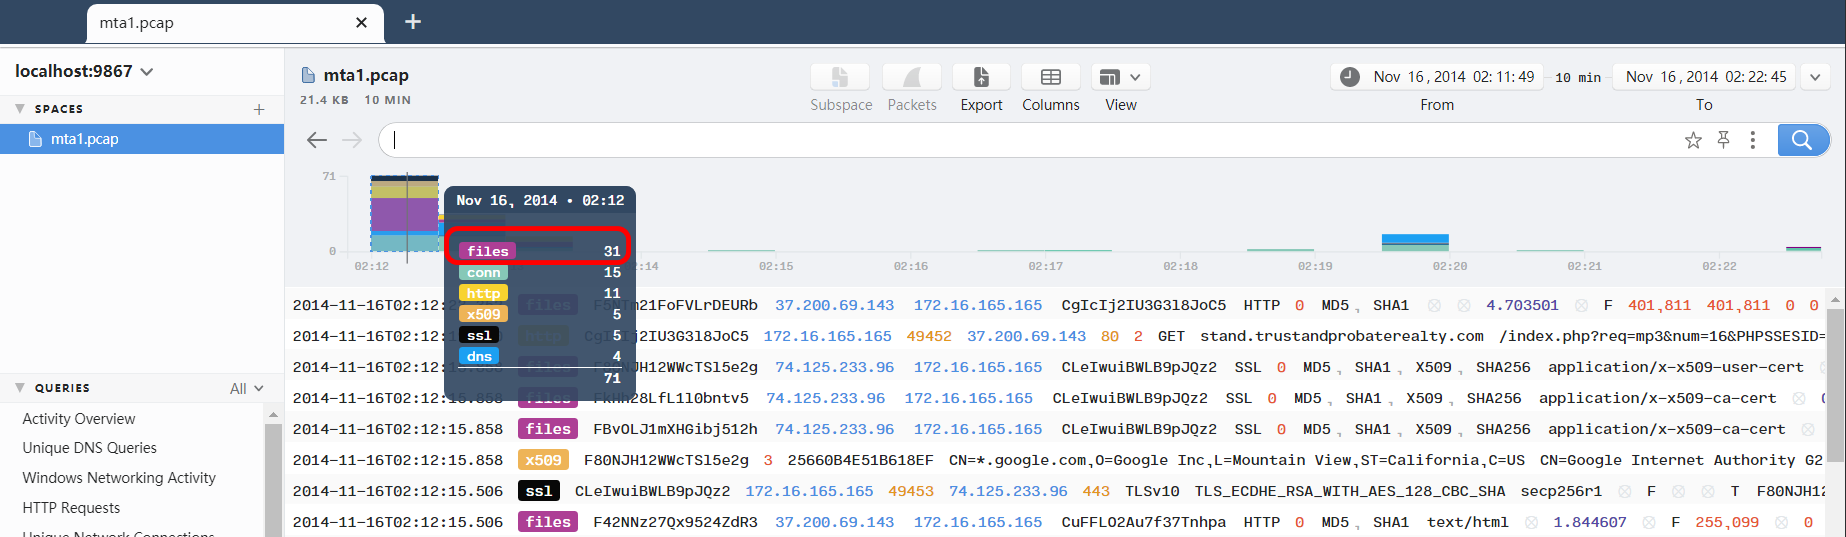 mta1.pcap
localhost:9867
SPACES
mta1.pcap
QUERIES All
Activity Overview
Unique DNS Queries
Windows Networking Activity
HTTP Requests
Unique Network Connections
mta1.pcap
21.4 KB 10 MIN
Subspace Packets Export Columns View
Nov 16, 2014 02:11:49 10 min Nov 16, 2014 02:22:45
From To
71
0
02:12 2:14 02:15 02:16 02:17 02:18 02:19 02:20 02:21 02:22
Nov 16, 2014 • 02:12
files 31
conn 15
http 11
x509 5
ssl 5
dns 4
71
2014-11-16T02:12: files 37.200.69.143 172.16.165.165 CgIcIj2IU3G3l8JoC5 HTTP 0 MD5, SHA1 4.703501 F 401,811 401,811 0 0
2014-11-16T02:12: http 172.16.165.165 49452 37.200.69.143 80 2 GET stand.trustandprobaterealty.com /index.php?req=mp3&num=16&PHPSSESID=
2014-11-16T02:12:15.858 74.125.233.96 172.16.165.165 CLeIwuiBWLB9pJQz2 SSL 0 MD5, SHA1, X509, SHA256 application/x-x509-user-cert
2014-11-16T02:12:15.858 files 74.125.233.96 172.16.165.165 CLeIwuiBWLB9pJQz2 SSL 0 MD5, SHA1, X509, SHA256 application/x-x509-ca-cert
2014-11-16T02:12:15.858 files FBvOLJ1mXHGibj512h 74.125.233.96 172.16.165.165 CLeIwuiBWLB9pJQz2 SSL 0 MD5, SHA1, X509, SHA256 application/x-x509-ca-cert
2014-11-16T02:12:15.858 x509 F80NJH12WWcTSl5e2g 3 25660B4E51B618EF CN=*.google.com,O=Google Inc,L=Mountain View,ST=California,C=US CN=Google Internet Authority G2
2014-11-16T02:12:15.506 ssl CLeIwuiBWLB9pJQz2 172.16.165.165 49453 74.125.233.96 443 TLSv10 TLS_ECDHE_RSA_WITH_AES_128_CBC_SHA secp256r1 F T F80NJH12
2014-11-16T02:12:15.506 files F42NNz27Qx9524ZdR3 37.200.69.143 172.16.165.165 CuFFLO2Au7f37Tnhpa HTTP 0 MD5, SHA1 text/html 1.844607 F 255,099 0